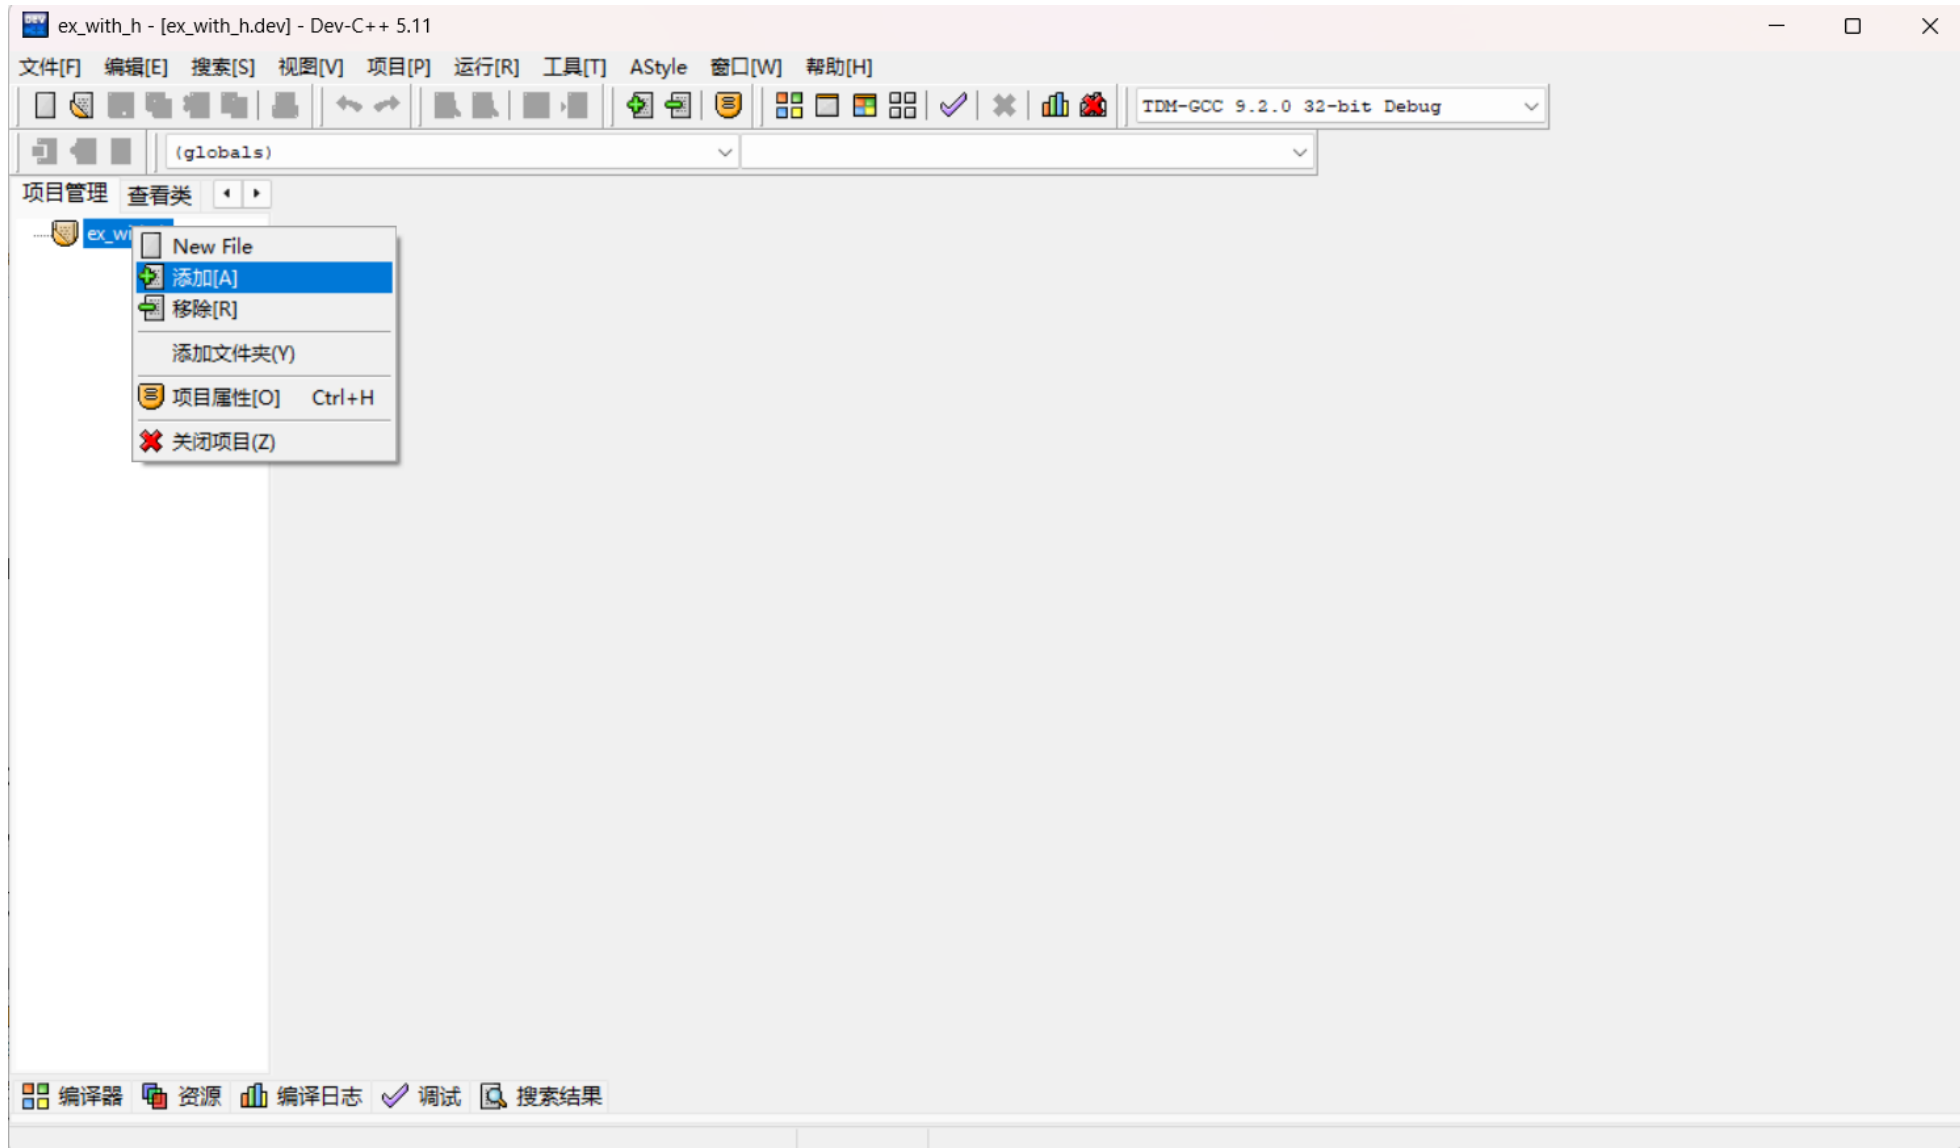 ex_with_h - [ex_with_h.dev] - Dev-C++ 5.11
文件[F] 编辑[E] 搜索[S] 视图[V] 项目[P] 运行[R] 工具[T] AStyle 窗口[W] 帮助[H]
TDM-GCC 9.2.0 32-bit Debug
(globals)
项目管理 查看类
New File
添加[A]
移除[R]
添加文件夹(Y)
项目属性[O] Ctrl+H
关闭项目(Z)
编译器 资源 编译日志 调试 搜索结果